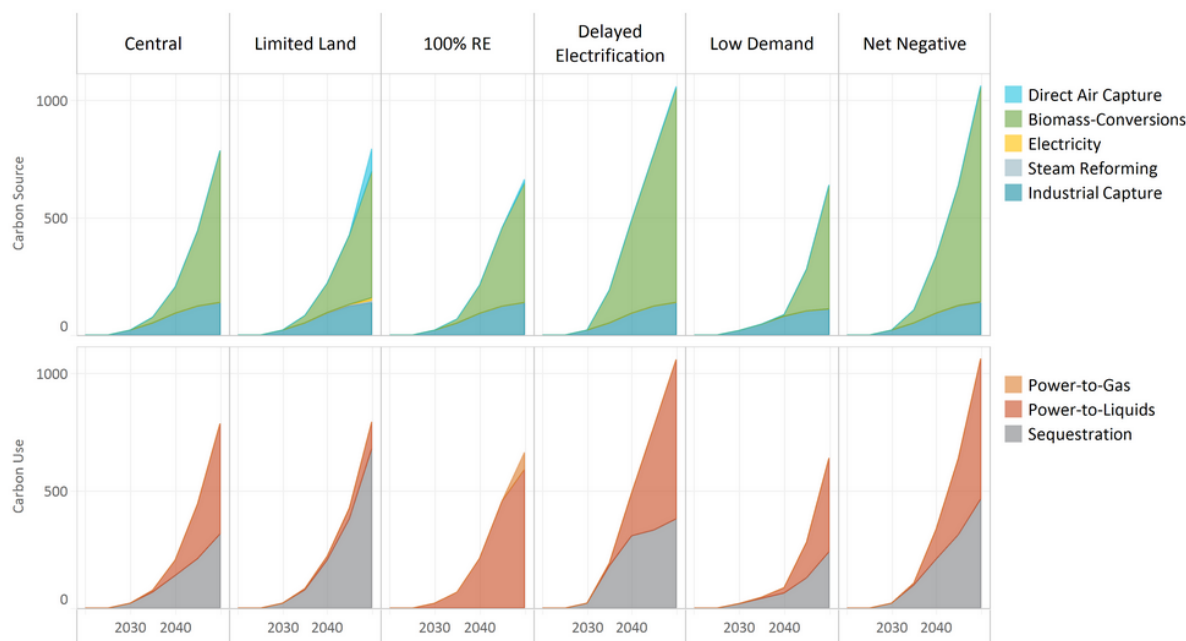 Central
Limited Land
100% RE
Delayed
Electrification
Low Demand
Net Negative
Carbon Source
1000
500
0
Direct Air Capture
Biomass-Conversions
Electricity
Steam Reforming
Industrial Capture
Carbon Use
1000
500
0
Power-to-Gas
Power-to-Liquids
Sequestration
2030 2040
2030 2040
2030 2040
2030 2040
2030 2040
2030 2040